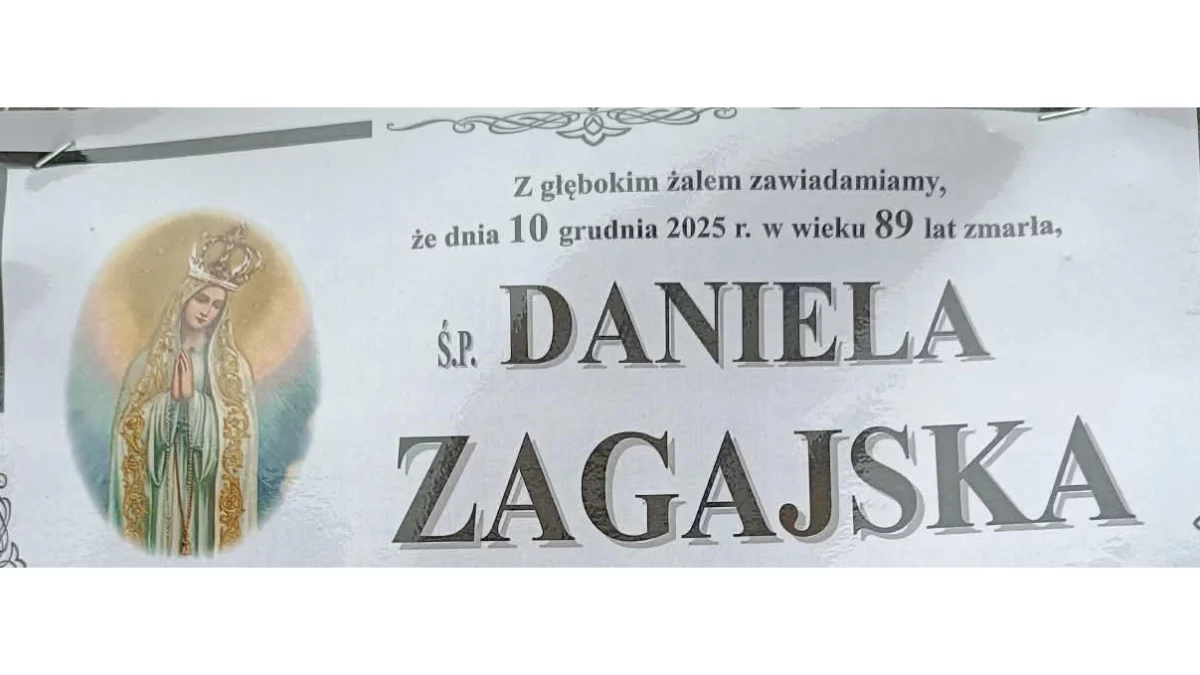 Z głębokim żalem zawiadamiamy,
że dnia 10 grudnia 2025 r. w wieku 89 lat zmarła,
Ś.P. DANIELA
ZAGAJSKA